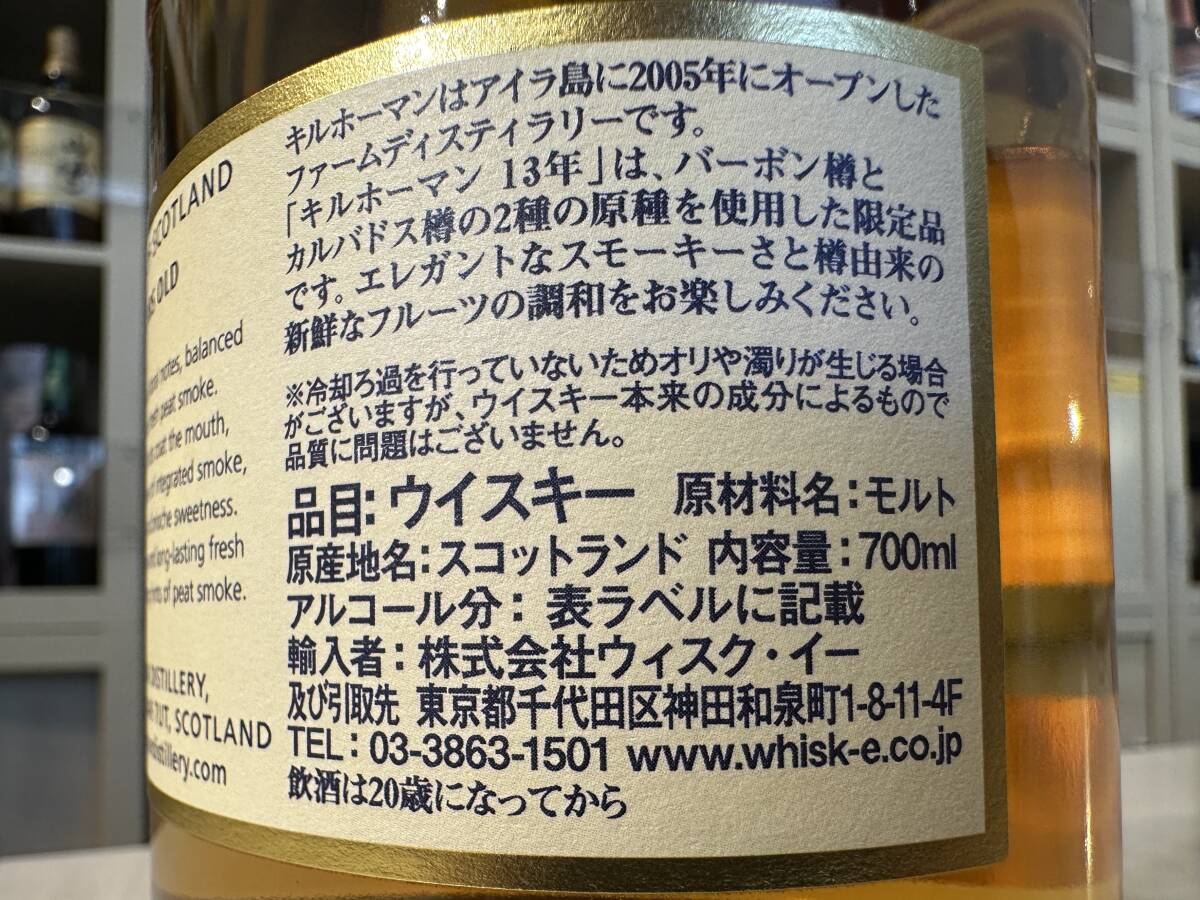 SCOTLAND
OLD
notes, balanced
peat smoke.
coat the mouth,
integrated smoke,
sweetness.
long-lasting fresh
of peat smoke.
DISTILLERY,
SCOTLAND
キルホーマンはアイラ島に2005年にオープンした
ファームディスティラリーです。
「キルホーマン 13年」は、バーボン樽と
カルバドス樽の2種の原種を使用した限定品
です。エレガントなスモーキーさと樽由来の
新鮮なフルーツの調和をお楽しみください。
※冷却ろ過を行っていないためオリや濁りが生じる場合
がございますが、ウイスキー本来の成分によるもので
品質に問題はございません。
品目：ウイスキー 原材料名：モルト
原産地名：スコットランド 内容量：700ml
アルコール分：表ラベルに記載
輸入者：株式会社ウィスク・イー
及び引取先 東京都千代田区神田和泉町1-8-11-4F
TEL：03-3863-1501 www.whisk-e.co.jp
飲酒は20歳になってから